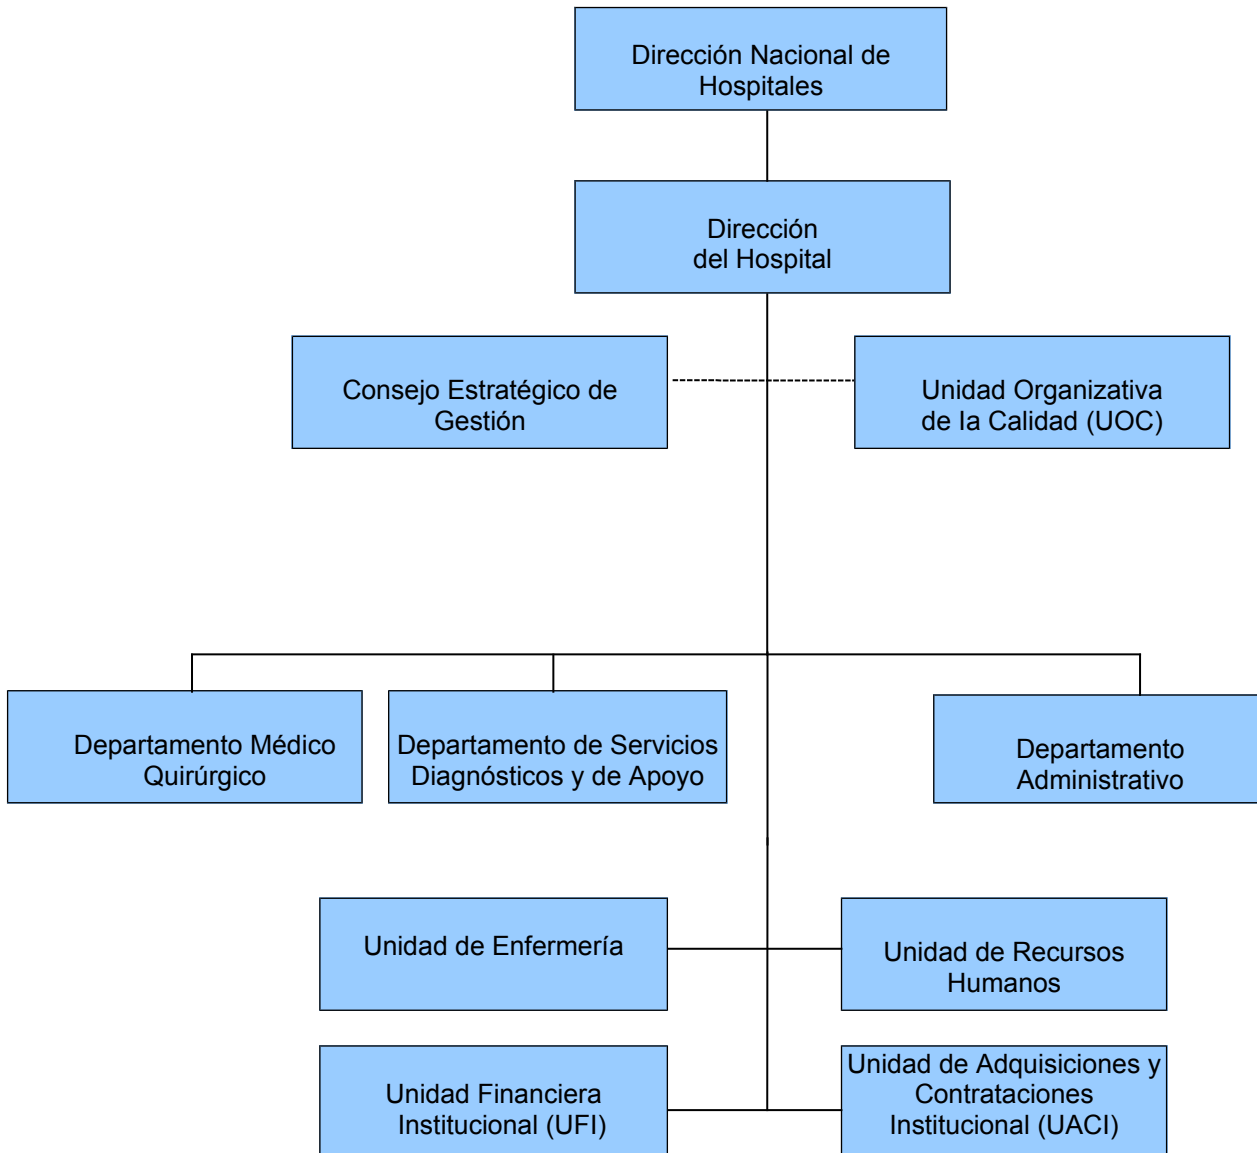 Dirección Nacional de
Hospitales
Dirección
del Hospital
Consejo Estratégico de
Gestión
Unidad Organizativa
de la Calidad (UOC)
Departamento Médico
Quirúrgico
Departamento de Servicios
Diagnósticos y de Apoyo
Departamento
Administrativo
Unidad de Enfermería
Unidad de Recursos
Humanos
Unidad Financiera
Institucional (UFI)
Unidad de Adquisiciones y
Contrataciones
Institucional (UACI)